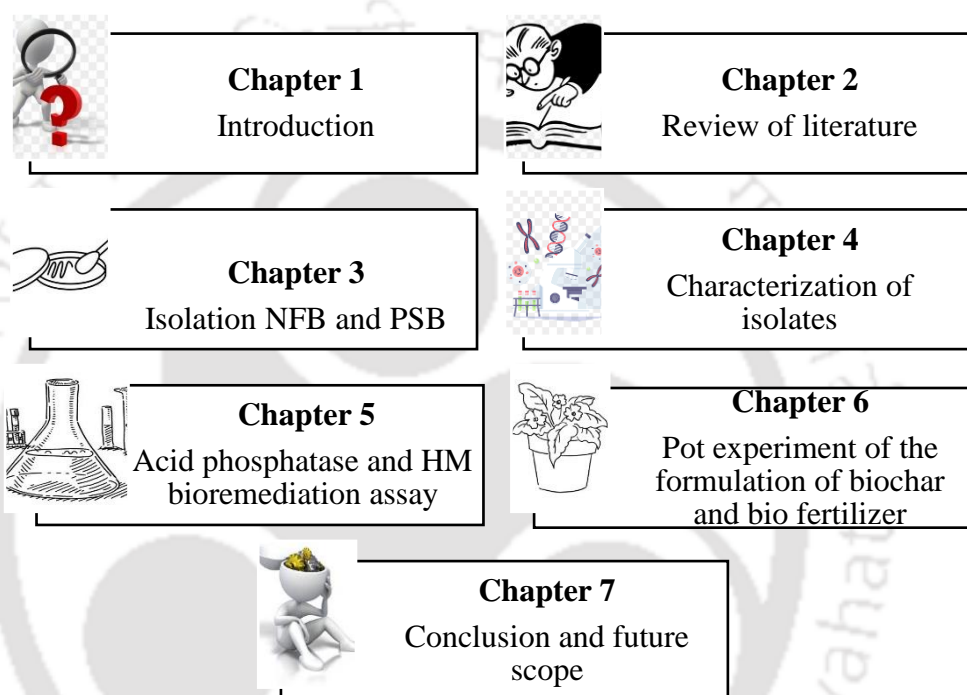 Chapter 1
Introduction
Chapter 2
Review of literature
Chapter 3
Isolation NFB and PSB
Chapter 4
Characterization of
isolates
Chapter 5
Acid phosphatase and HM
bioremediation assay
Chapter 6
Pot experiment of the
formulation of biochar
and bio fertilizer
Chapter 7
Conclusion and future
scope